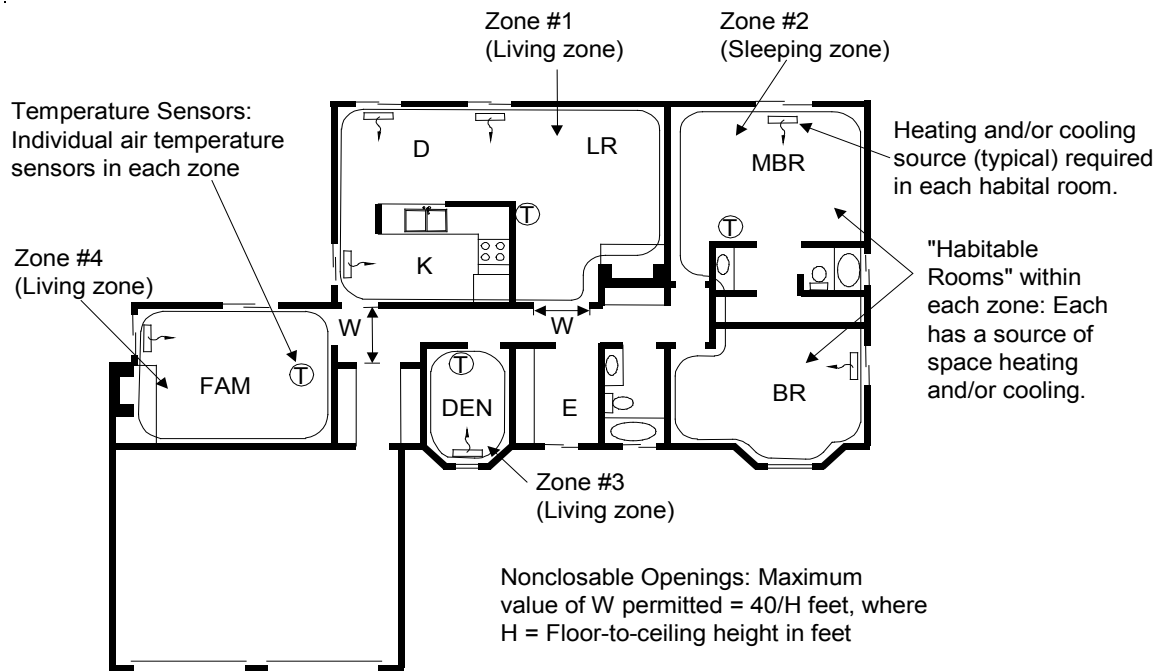 Zone #1
(Living zone)
Zone #2
(Sleeping zone)
Temperature Sensors:
Individual air temperature
sensors in each zone
D
LR
MBR
Heating and/or cooling
source (typical) required
in each habital room.
T
T
K
Zone #4
(Living zone)
"Habitable
Rooms" within
each zone: Each
has a source of
space heating
and/or cooling.
W
W
T
T
FAM
DEN
E
BR
Zone #3
(Living zone)
Nonclosable Openings: Maximum
value of W permitted = 40/H feet, where
H = Floor-to-ceiling height in feet